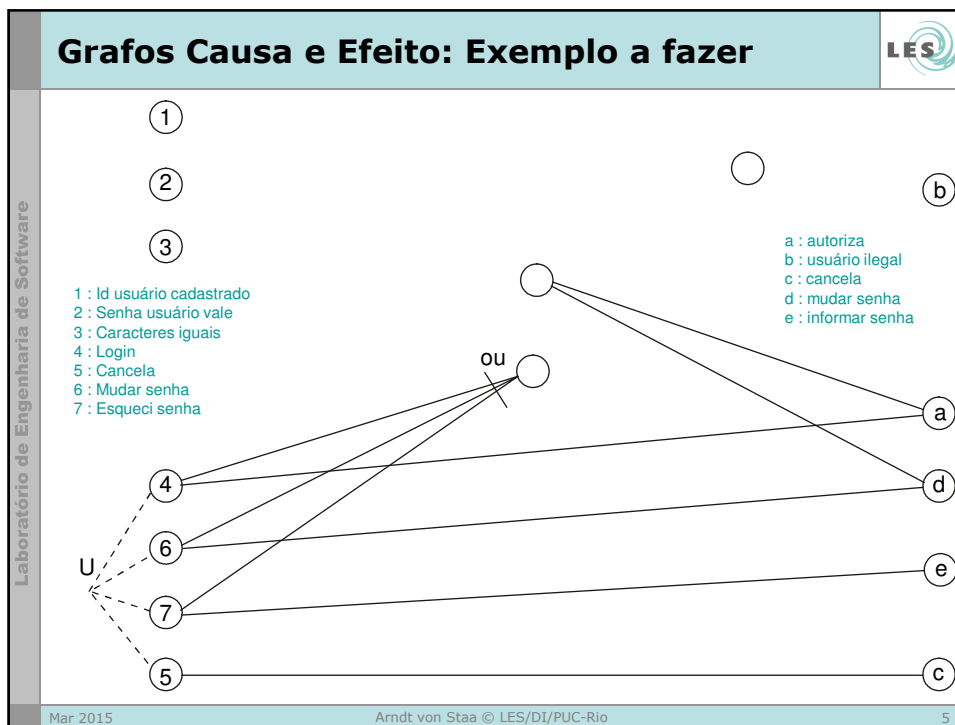 Grafos Causa e Efeito: Exemplo a fazer
LES
Laboratório de Engenharia de Software
1
2
3
b
a : autoriza
b : usuário ilegal
c : cancela
d : mudar senha
e : informar senha
1 : Id usuário cadastrado
2 : Senha usuário vale
3 : Caracteres iguais
4 : Login
5 : Cancela
6 : Mudar senha
7 : Esqueci senha
ou
a
4
d
6
U
e
7
5
c
Mar 2015
Arndt von Staa © LES/DI/PUC-Rio
5